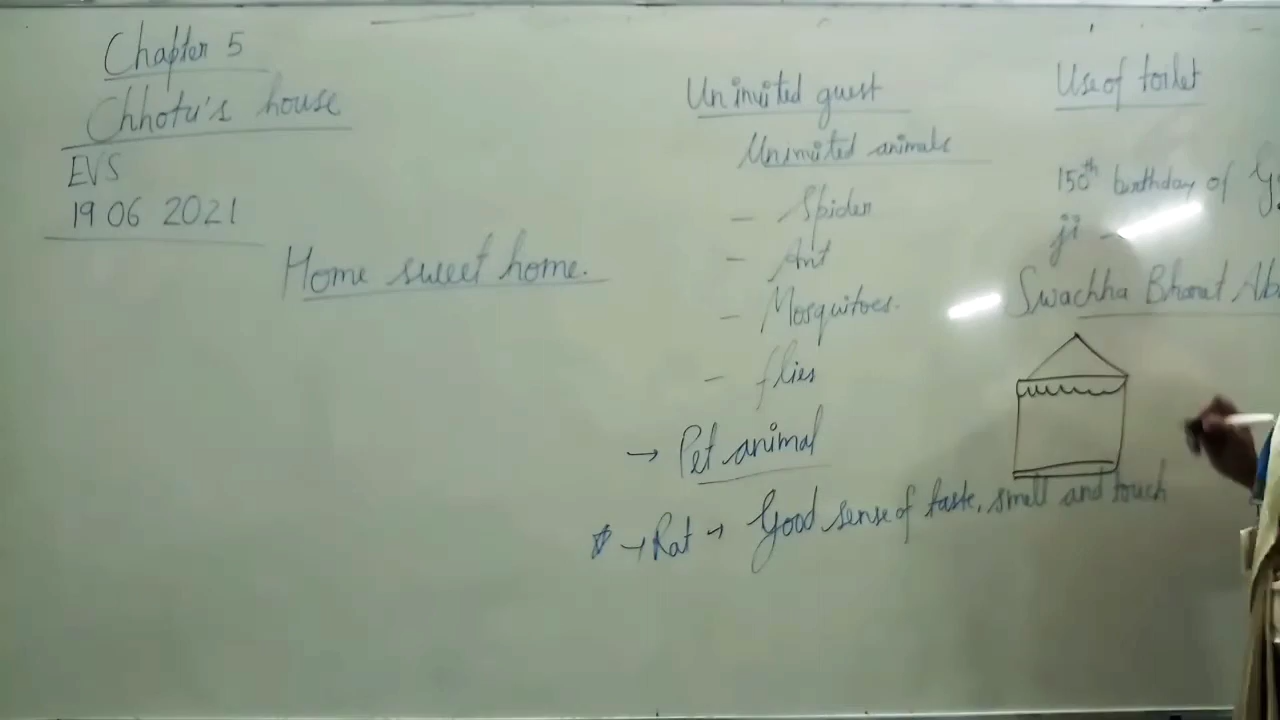 Chapter 5
Chhotu's house
EVS
19 06 2021
Home sweet home.
Uninvited guest
Uninvited animals
- Spider
- Ant
- Mosquitoes.
- flies
→ Pet animal
→ Rat → Good sense of taste, smell and touch
Use of toilet
150th birthday of
ji -
Swachha Bharat